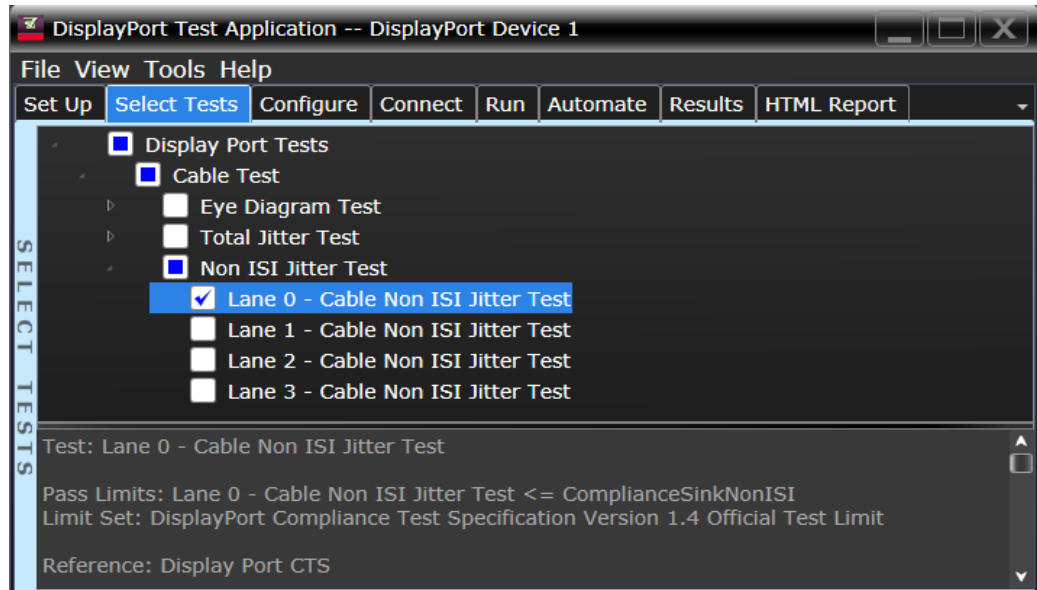 DisplayPort Test Application -- DisplayPort Device 1
File View Tools Help
Set Up Select Tests Configure Connect Run Automate Results HTML Report
SELECT TESTS
Display Port Tests
Cable Test
Eye Diagram Test
Total Jitter Test
Non ISI Jitter Test
Lane 0 - Cable Non ISI Jitter Test
Lane 1 - Cable Non ISI Jitter Test
Lane 2 - Cable Non ISI Jitter Test
Lane 3 - Cable Non ISI Jitter Test
Test: Lane 0 - Cable Non ISI Jitter Test
Pass Limits: Lane 0 - Cable Non ISI Jitter Test <= ComplianceSinkNonISI
Limit Set: DisplayPort Compliance Test Specification Version 1.4 Official Test Limit
Reference: Display Port CTS